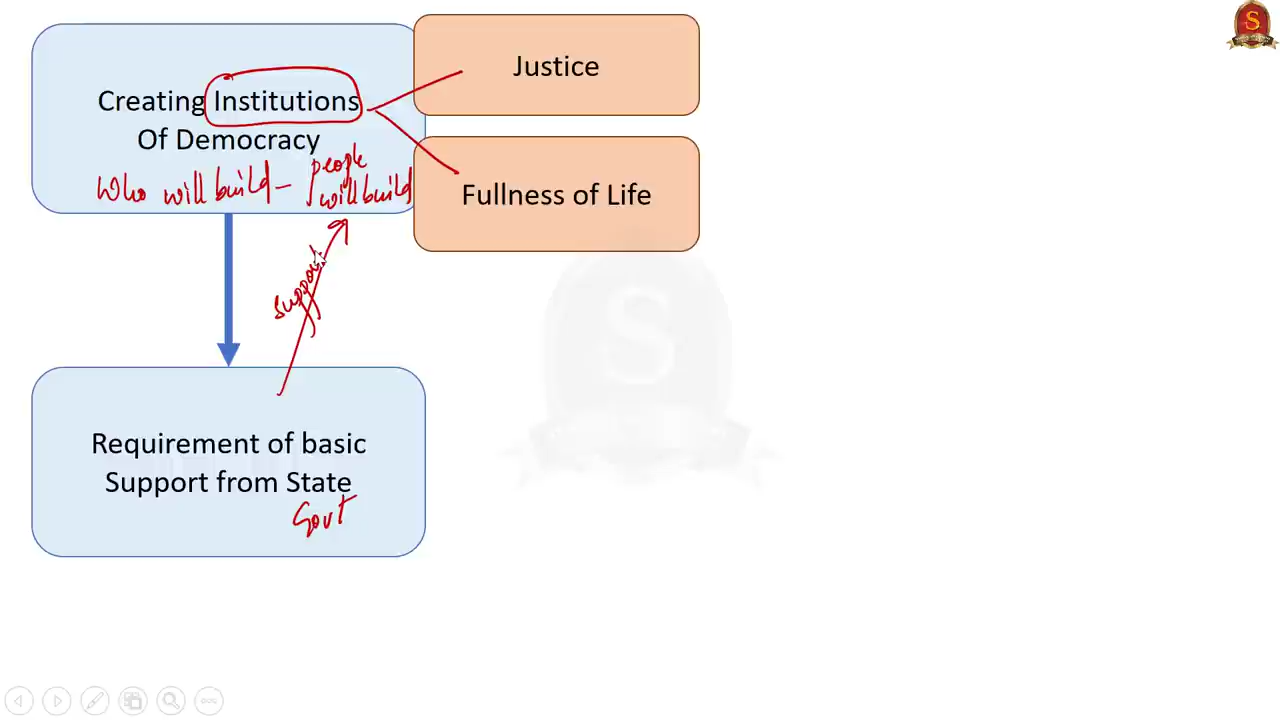 Justice
Creating Institutions
Of Democracy
Who will build - people
will build
Fullness of Life
Support
Requirement of basic
Support from State
Govt
S
S